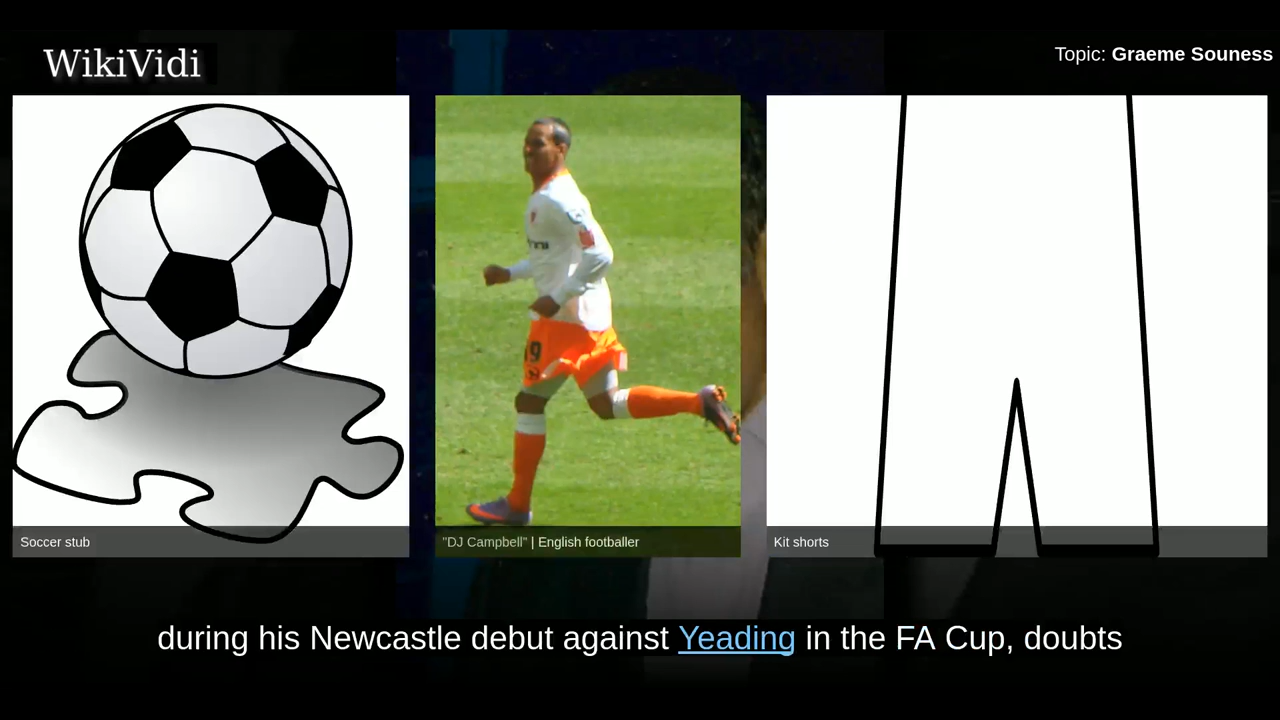 WikiVidi
Topic: Graeme Souness
Soccer stub
"DJ Campbell" | English footballer
Kit shorts
during his Newcastle debut against Yeading in the FA Cup, doubts